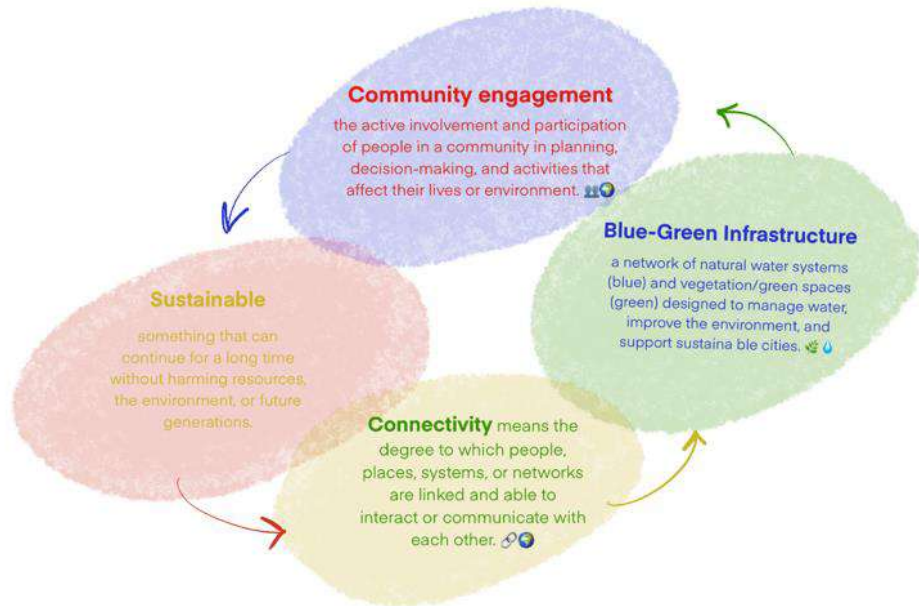 Community engagement
the active involvement and participation
of people in a community in planning,
decision-making, and activities that
affect their lives or environment. 👥🌍
Blue-Green Infrastructure
a network of natural water systems
(blue) and vegetation/green spaces
(green) designed to manage water,
improve the environment, and
support sustaina ble cities. 🌿💧
Sustainable
something that can
continue for a long time
without harming resources,
the environment, or future
generations.
Connectivity means the
degree to which people,
places, systems, or networks
are linked and able to
interact or communicate with
each other. 🔗🌍